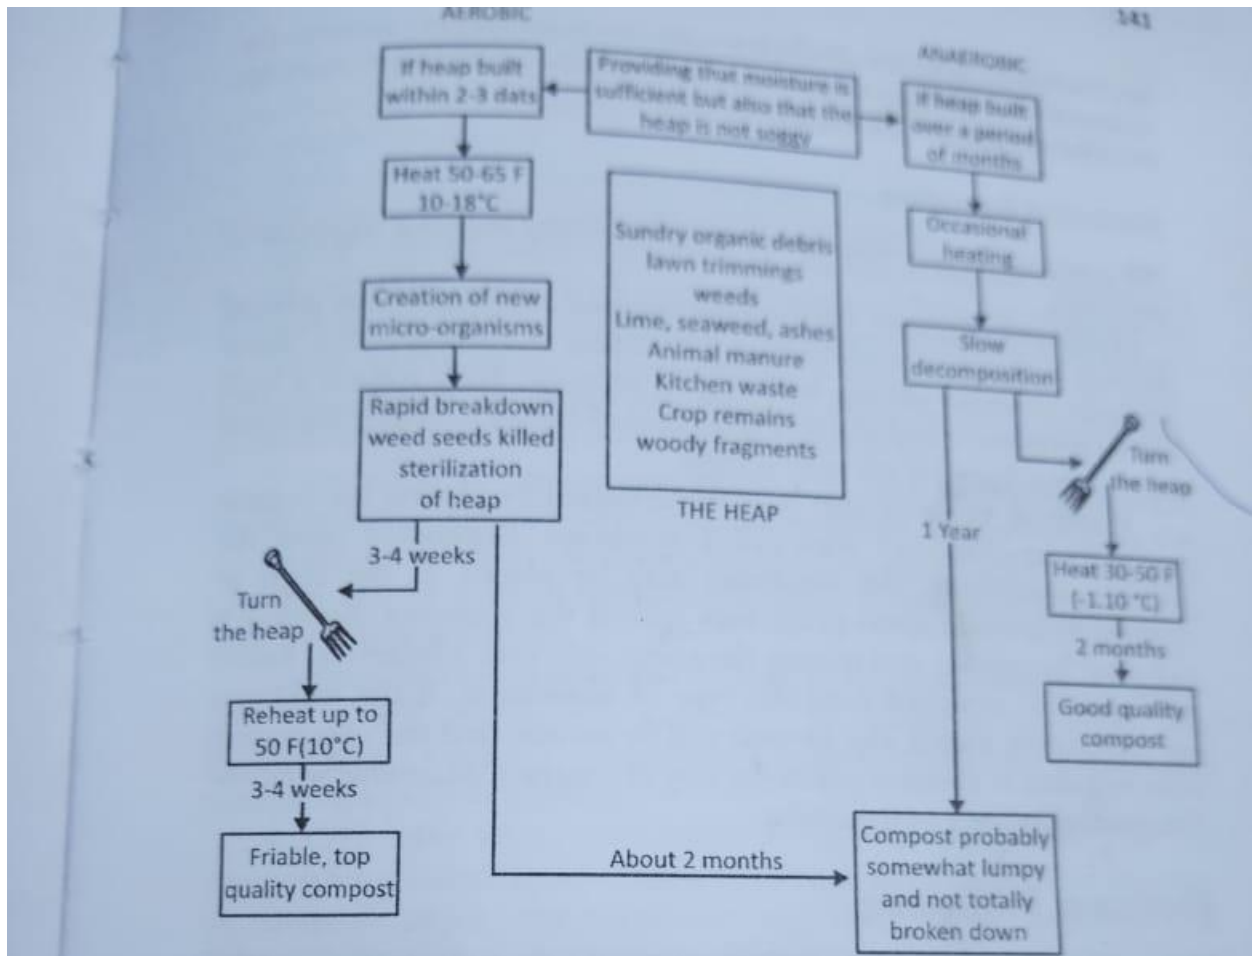 141
AEROBIC
If heap built
within 2-3 dats
Providing that moisture is
sufficient but also that the
heap is not soggy
ANAEROBIC
If heap built
over a period
of months
Heat 50-65 F
10-18°C
Occasional
heating
Creation of new
micro-organisms
Slow
decomposition
Sundry organic debris
lawn trimmings
weeds
Lime, seaweed, ashes
Animal manure
Kitchen waste
Crop remains
woody fragments
THE HEAP
Rapid breakdown
weed seeds killed
sterilization
of heap
3-4 weeks
Turn
the heap
Reheat up to
50 F(10°C)
3-4 weeks
Friable, top
quality compost
About 2 months
1 Year
Turn
the heap
Heat 30-50 F
(-1.10 °C)
2 months
Good quality
compost
Compost probably
somewhat lumpy
and not totally
broken down